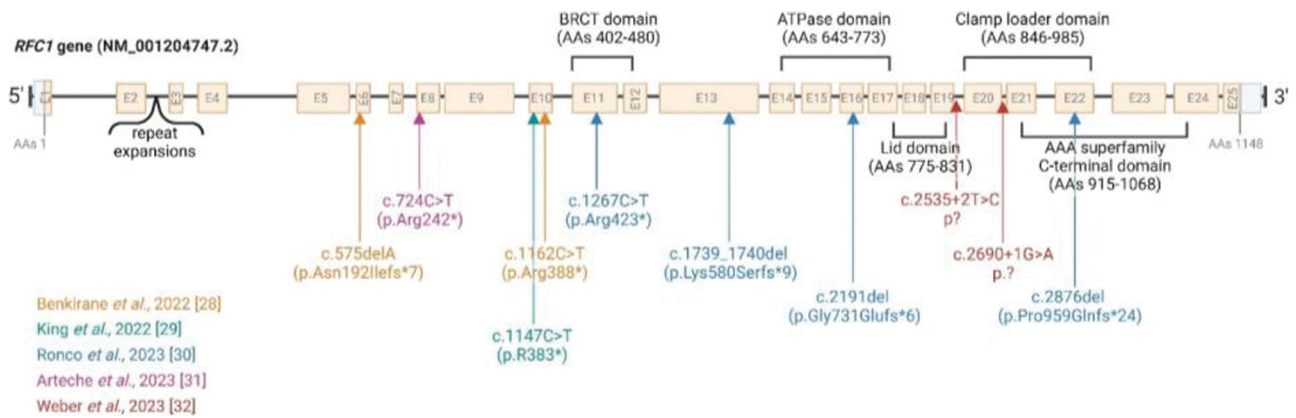 BRCT domain
(AAs 402-480)
ATPase domain
(AAs 643-773)
Clamp loader domain
(AAs 846-985)
RFC1 gene (NM_001204747.2)
5' E1 E2 E3 E4 E5 E6 E7 E8 E9 E10 E11 E12 E13 E14 E15 E16 E17 E18 E19 E20 E21 E22 E23 E24 E25 3'
AAs 1
repeat
expansions
Lid domain
(AAs 775-831)
AAA superfamily
C-terminal domain
(AAs 915-1068)
AAs 1148
c.724C>T
(p.Arg242*)
c.1267C>T
(p.Arg423*)
c.2535+2T>C
p?
c.575delA
(p.Asn192Ilefs*7)
c.1162C>T
(p.Arg388*)
c.1739_1740del
(p.Lys580Serfs*9)
c.2690+1G>A
p.?
c.2191del
(p.Gly731Glufs*6)
c.2876del
(p.Pro959Glnfs*24)
c.1147C>T
(p.R383*)
Benkirane et al., 2022 [28]
King et al., 2022 [29]
Ronco et al., 2023 [30]
Arteche et al., 2023 [31]
Weber et al., 2023 [32]